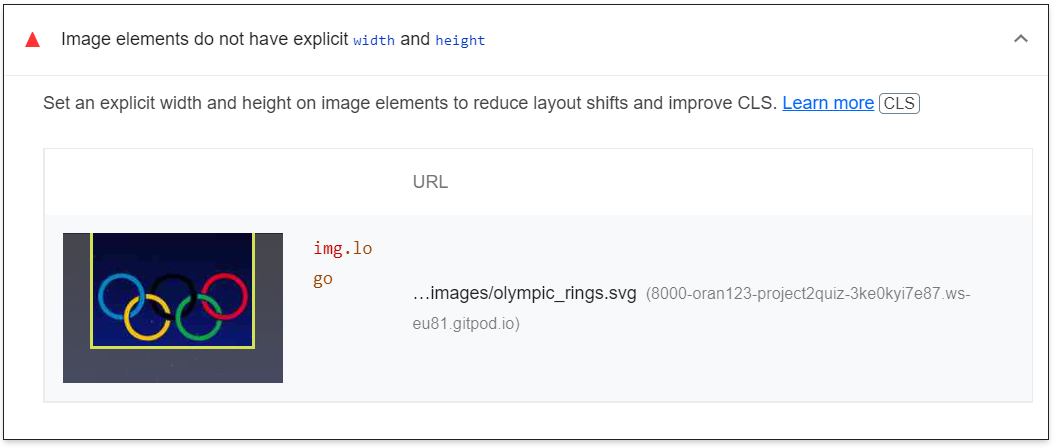 Image elements do not have explicit width and height
Set an explicit width and height on image elements to reduce layout shifts and improve CLS. Learn more CLS
URL
img.lo
go
...images/olympic_rings.svg (8000-oran123-project2quiz-3ke0kyi7e87.ws-
eu81.gitpod.io)